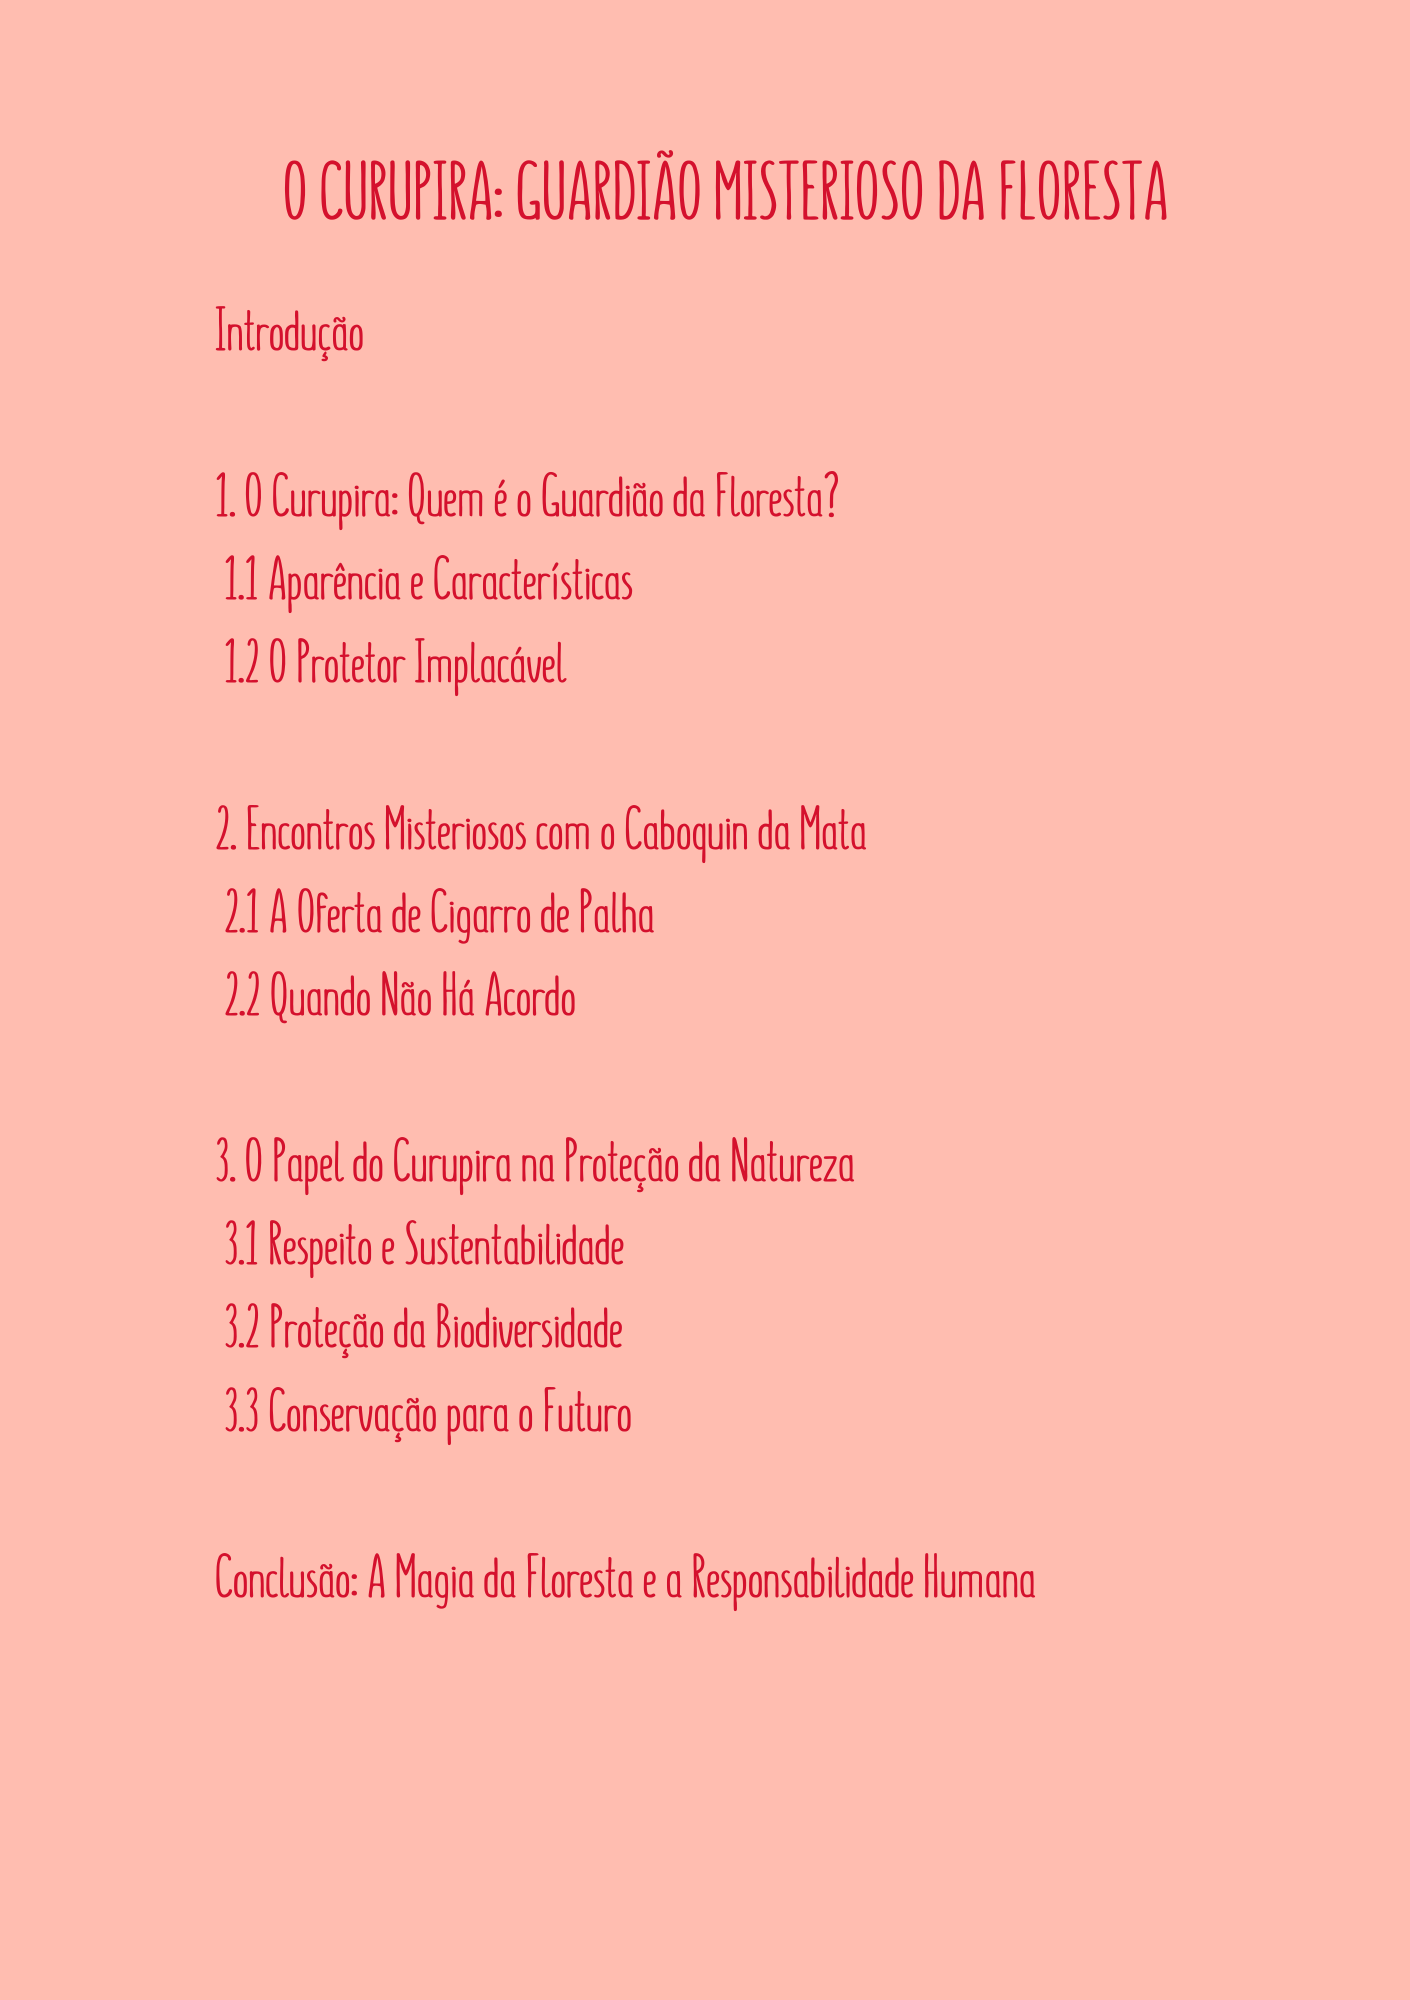 O CURUPIRA: GUARDIÃO MISTERIOSO DA FLORESTA
Introdução
1. O Curupira: Quem é o Guardião da Floresta?
1.1 Aparência e Características
1.2 O Protetor Implacável
2. Encontros Misteriosos com o Caboquin da Mata
2.1 A Oferta de Cigarro de Palha
2.2 Quando Não Há Acordo
3. O Papel do Curupira na Proteção da Natureza
3.1 Respeito e Sustentabilidade
3.2 Proteção da Biodiversidade
3.3 Conservação para o Futuro
Conclusão: A Magia da Floresta e a Responsabilidade Humana